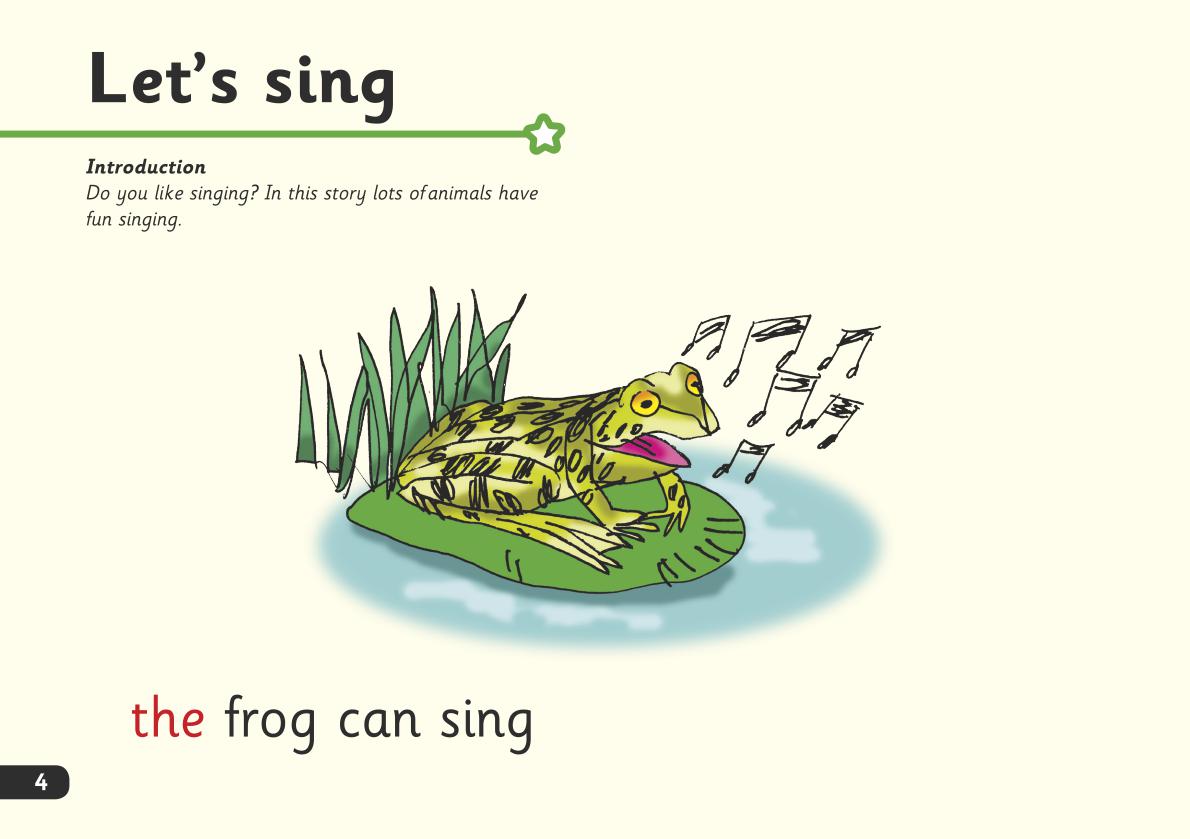 Let's sing
Introduction
Do you like singing? In this story lots of animals have
fun singing.
the frog can sing
4